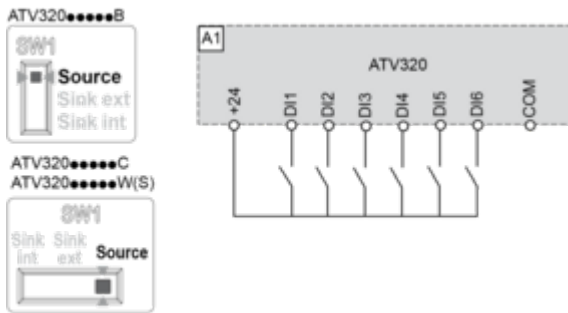 ATV320●●●●●B
SW1
Source
Sink ext
Sink int
ATV320●●●●●C
ATV320●●●●●W(S)
SW1
Sink int
Sink ext
Source
A1
ATV320
+24
DI1
DI2
DI3
DI4
DI5
DI6
COM